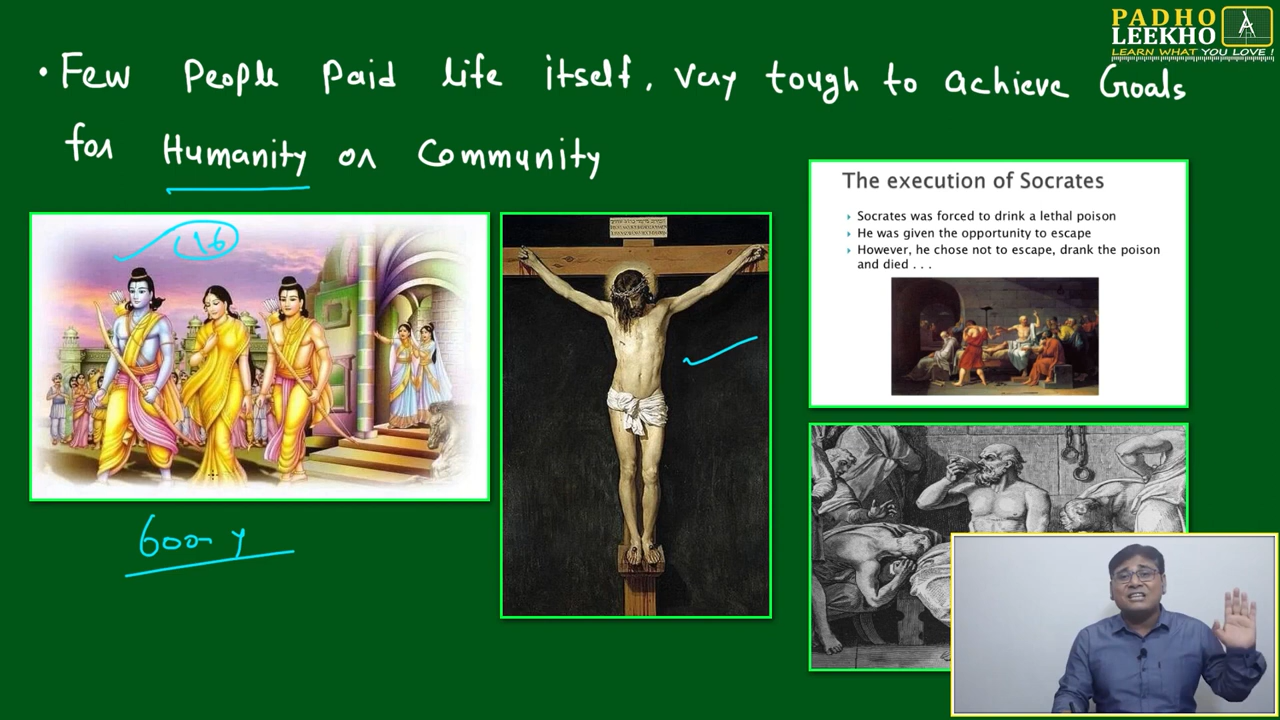 PADHO
LEEKHO
LEARN WHAT YOU LOVE !
• Few People Paid life itself, very tough to achieve Goals
for Humanity or Community
(16)
600 y
The execution of Socrates
Socrates was forced to drink a lethal poison
He was given the opportunity to escape
However, he chose not to escape, drank the poison
and died . . .